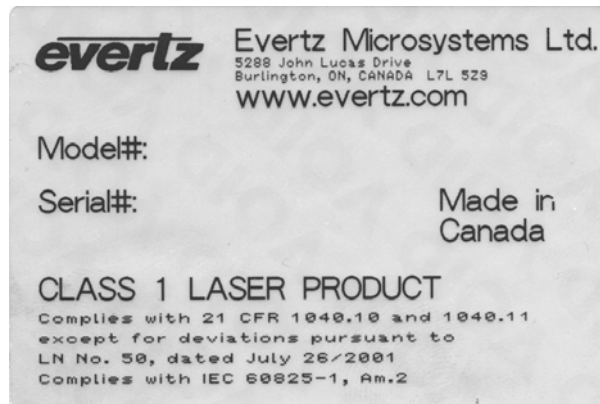 evertz
Evertz Microsystems Ltd.
5288 John Lucas Drive
Burlington, ON, CANADA L7L 5Z9
www.evertz.com
Model#:
Serial#:
Made in
Canada
CLASS 1 LASER PRODUCT
Complies with 21 CFR 1040.10 and 1040.11
except for deviations pursuant to
LN No. 50, dated July 26/2001
Complies with IEC 60825-1, Am.2